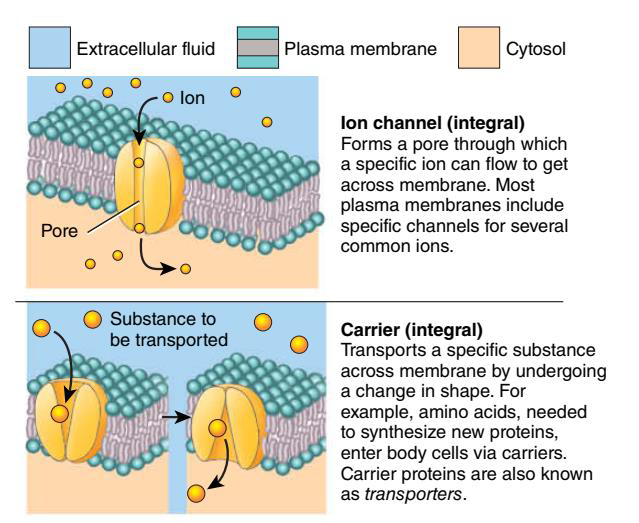 Extracellular fluid
Plasma membrane
Cytosol
Ion
Pore
Ion channel (integral)
Forms a pore through which
a specific ion can flow to get
across membrane. Most
plasma membranes include
specific channels for several
common ions.
Substance to
be transported
Carrier (integral)
Transports a specific substance
across membrane by undergoing
a change in shape. For
example, amino acids, needed
to synthesize new proteins,
enter body cells via carriers.
Carrier proteins are also known
as transporters.